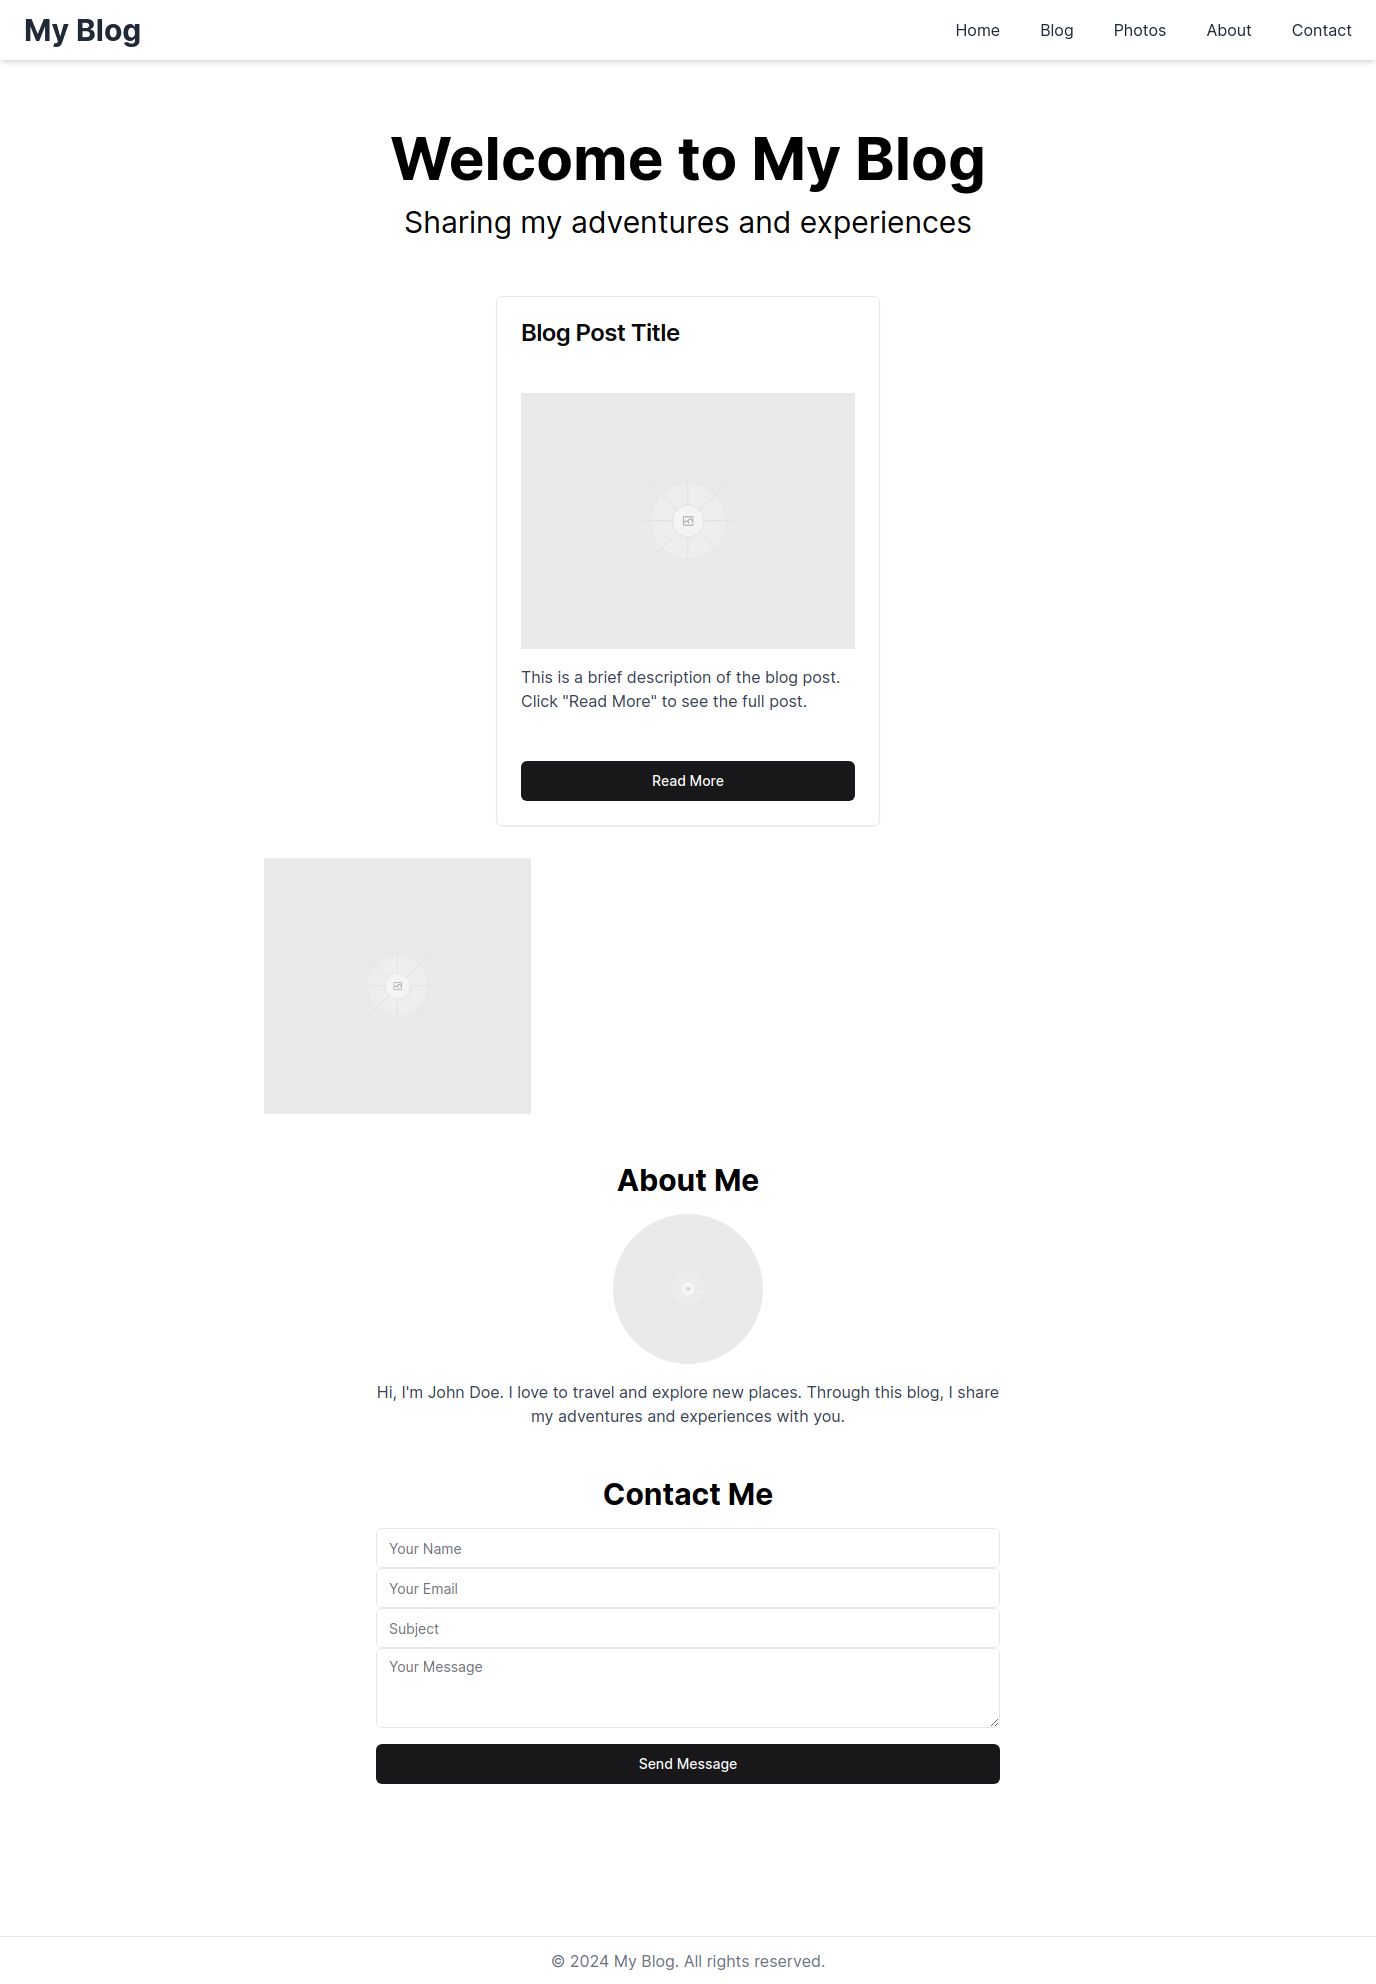 My Blog
Home Blog Photos About Contact
Welcome to My Blog
Sharing my adventures and experiences
Blog Post Title
This is a brief description of the blog post.
Click "Read More" to see the full post.
Read More
About Me
Hi, I'm John Doe. I love to travel and explore new places. Through this blog, I share
my adventures and experiences with you.
Contact Me
Your Name
Your Email
Subject
Your Message
Send Message
© 2024 My Blog. All rights reserved.